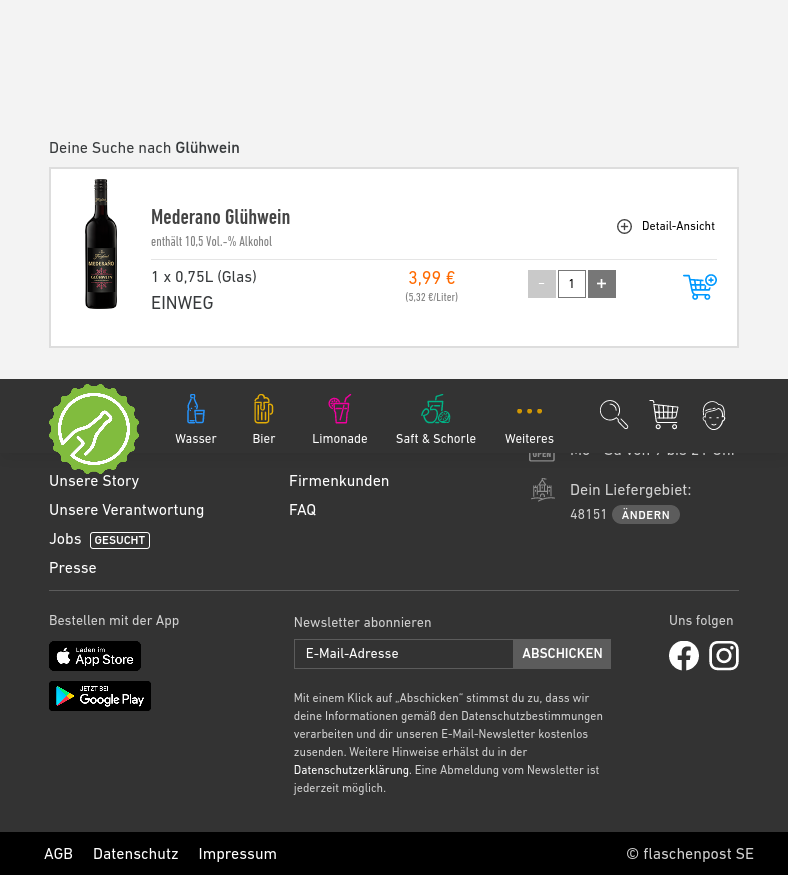 Deine Suche nach Glühwein
Mederano Glühwein
enthält 10,5 Vol.-% Alkohol
Detail-Ansicht
1 x 0,75L (Glas)
3,99 €
- 1 +
EINWEG
(5,32 €/Liter)
MEDERAÑO
GLÜHWEIN
Wasser
Bier
Limonade
Saft & Schorle
Weiteres
OPEN
Unsere Story
Unsere Verantwortung
Jobs GESUCHT
Presse
Firmenkunden
FAQ
Dein Liefergebiet:
48151 ÄNDERN
Bestellen mit der App
Laden im
App Store
JETZT BEI
Google Play
Newsletter abonnieren
E-Mail-Adresse ABSCHICKEN
Mit einem Klick auf „Abschicken" stimmst du zu, dass wir
deine Informationen gemäß den Datenschutzbestimmungen
verarbeiten und dir unseren E-Mail-Newsletter kostenlos
zusenden. Weitere Hinweise erhälst du in der
Datenschutzerklärung. Eine Abmeldung vom Newsletter ist
jederzeit möglich.
Uns folgen
AGB Datenschutz Impressum
© flaschenpost SE